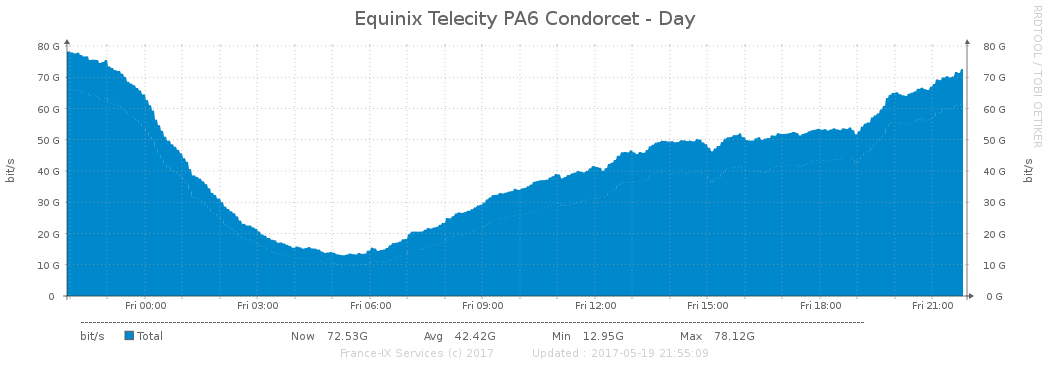 Equinix Telecity PA6 Condorcet - Day
RRDTOOL / TOBI OETIKER
80 G 80 G
70 G 70 G
60 G 60 G
50 G 50 G
40 G 40 G
30 G 30 G
20 G 20 G
10 G 10 G
0 0 G
bit/s bit/s
Fri 00:00 Fri 03:00 Fri 06:00 Fri 09:00 Fri 12:00 Fri 15:00 Fri 18:00 Fri 21:00
bit/s Total Now 72.53G Avg 42.42G Min 12.95G Max 78.12G
France-IX Services (c) 2017 Updated : 2017-05-19 21:55:09